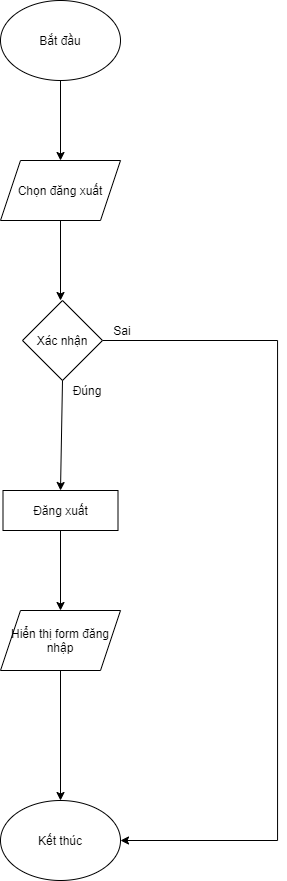 Bắt đầu
Chọn đăng xuất
Xác nhận
Sai
Đúng
Đăng xuất
Hiển thị form đăng
nhập
Kết thúc